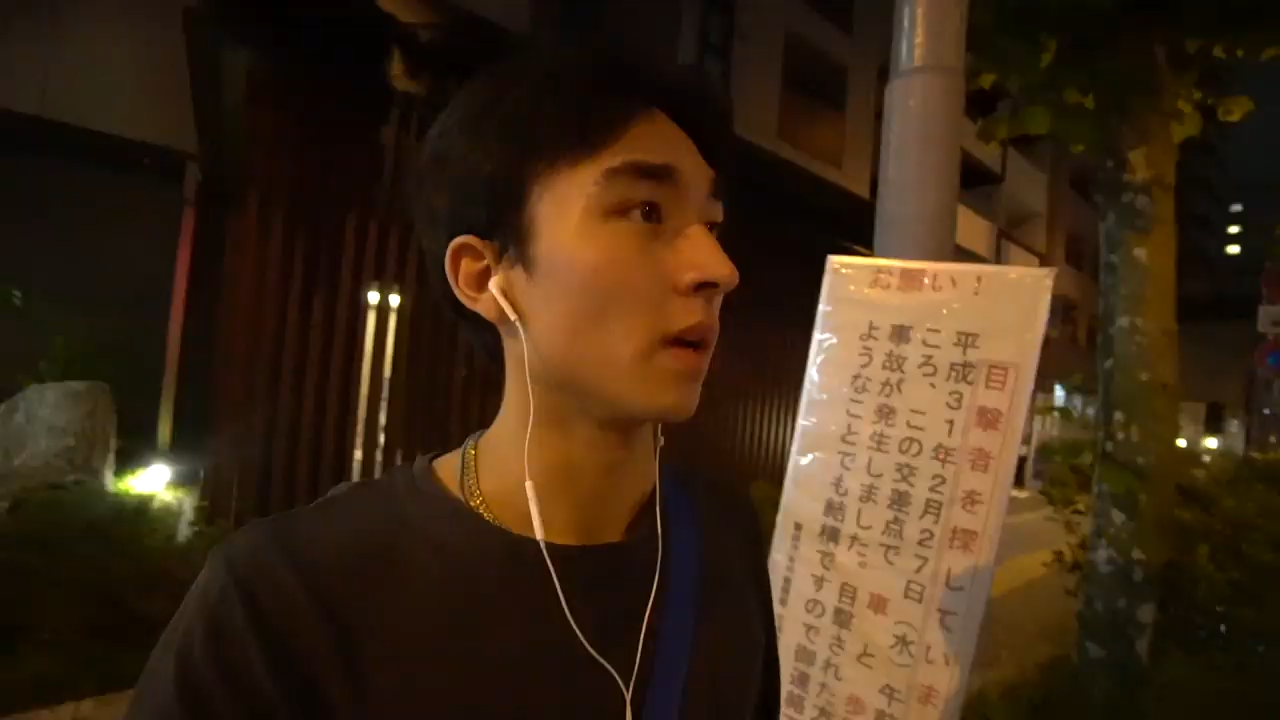 お願い!
目撃者を探していま
平成31年2月27日(水)午前
ころ、この交差点で 車と歩
事故が発生しました。
ようなことでも結構ですので御連絡
目撃された方